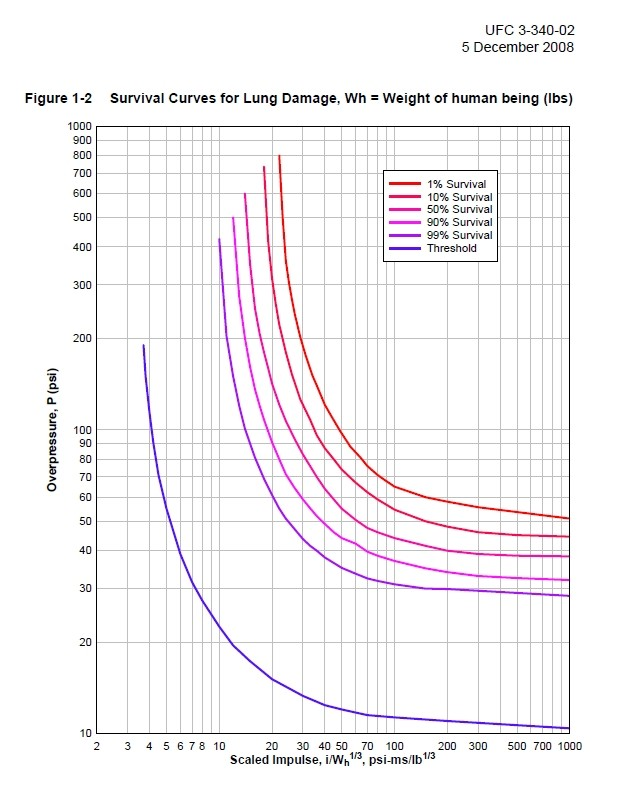 UFC 3-340-02
5 December 2008
Figure 1-2 Survival Curves for Lung Damage, Wh = Weight of human being (lbs)
1000
900
800
700
600
500
400
300
200
100
90
80
70
60
50
40
30
20
10
Overpressure, P (psi)
1% Survival
10% Survival
50% Survival
90% Survival
99% Survival
Threshold
2 3 4 5 6 7 8 10 20 30 40 50 70 100 200 300 500 700 1000
Scaled Impulse, i/Wh^1/3, psi-ms/lb^1/3